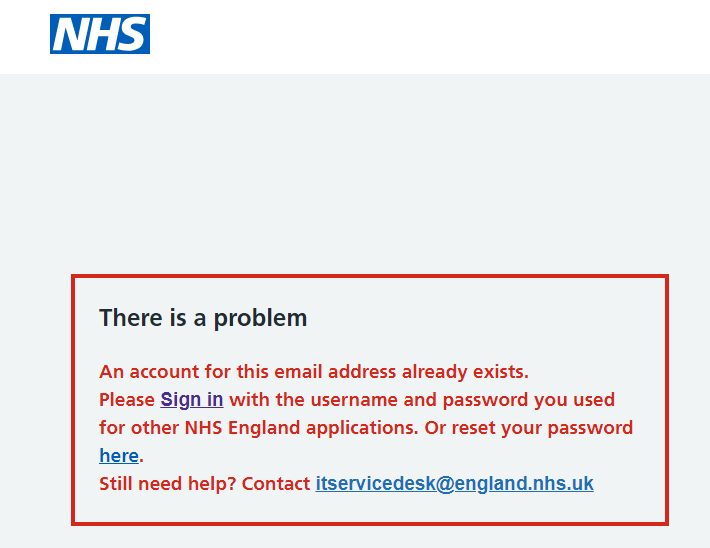 NHS
There is a problem
An account for this email address already exists.
Please Sign in with the username and password you used
for other NHS England applications. Or reset your password
here.
Still need help? Contact itservicedesk@england.nhs.uk